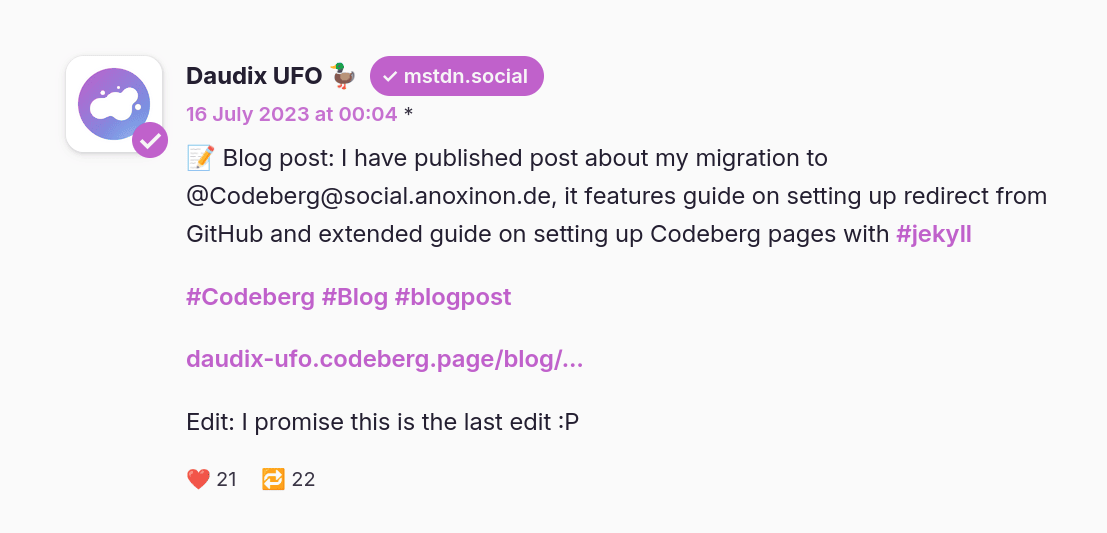 Daudix UFO 🦆 ✓ mstdn.social
16 July 2023 at 00:04 *
📝 Blog post: I have published post about my migration to
@Codeberg@social.anoxinon.de, it features guide on setting up redirect from
GitHub and extended guide on setting up Codeberg pages with #jekyll
#Codeberg #Blog #blogpost
daudix-ufo.codeberg.page/blog/...
Edit: I promise this is the last edit :P
❤️ 21 🔁 22